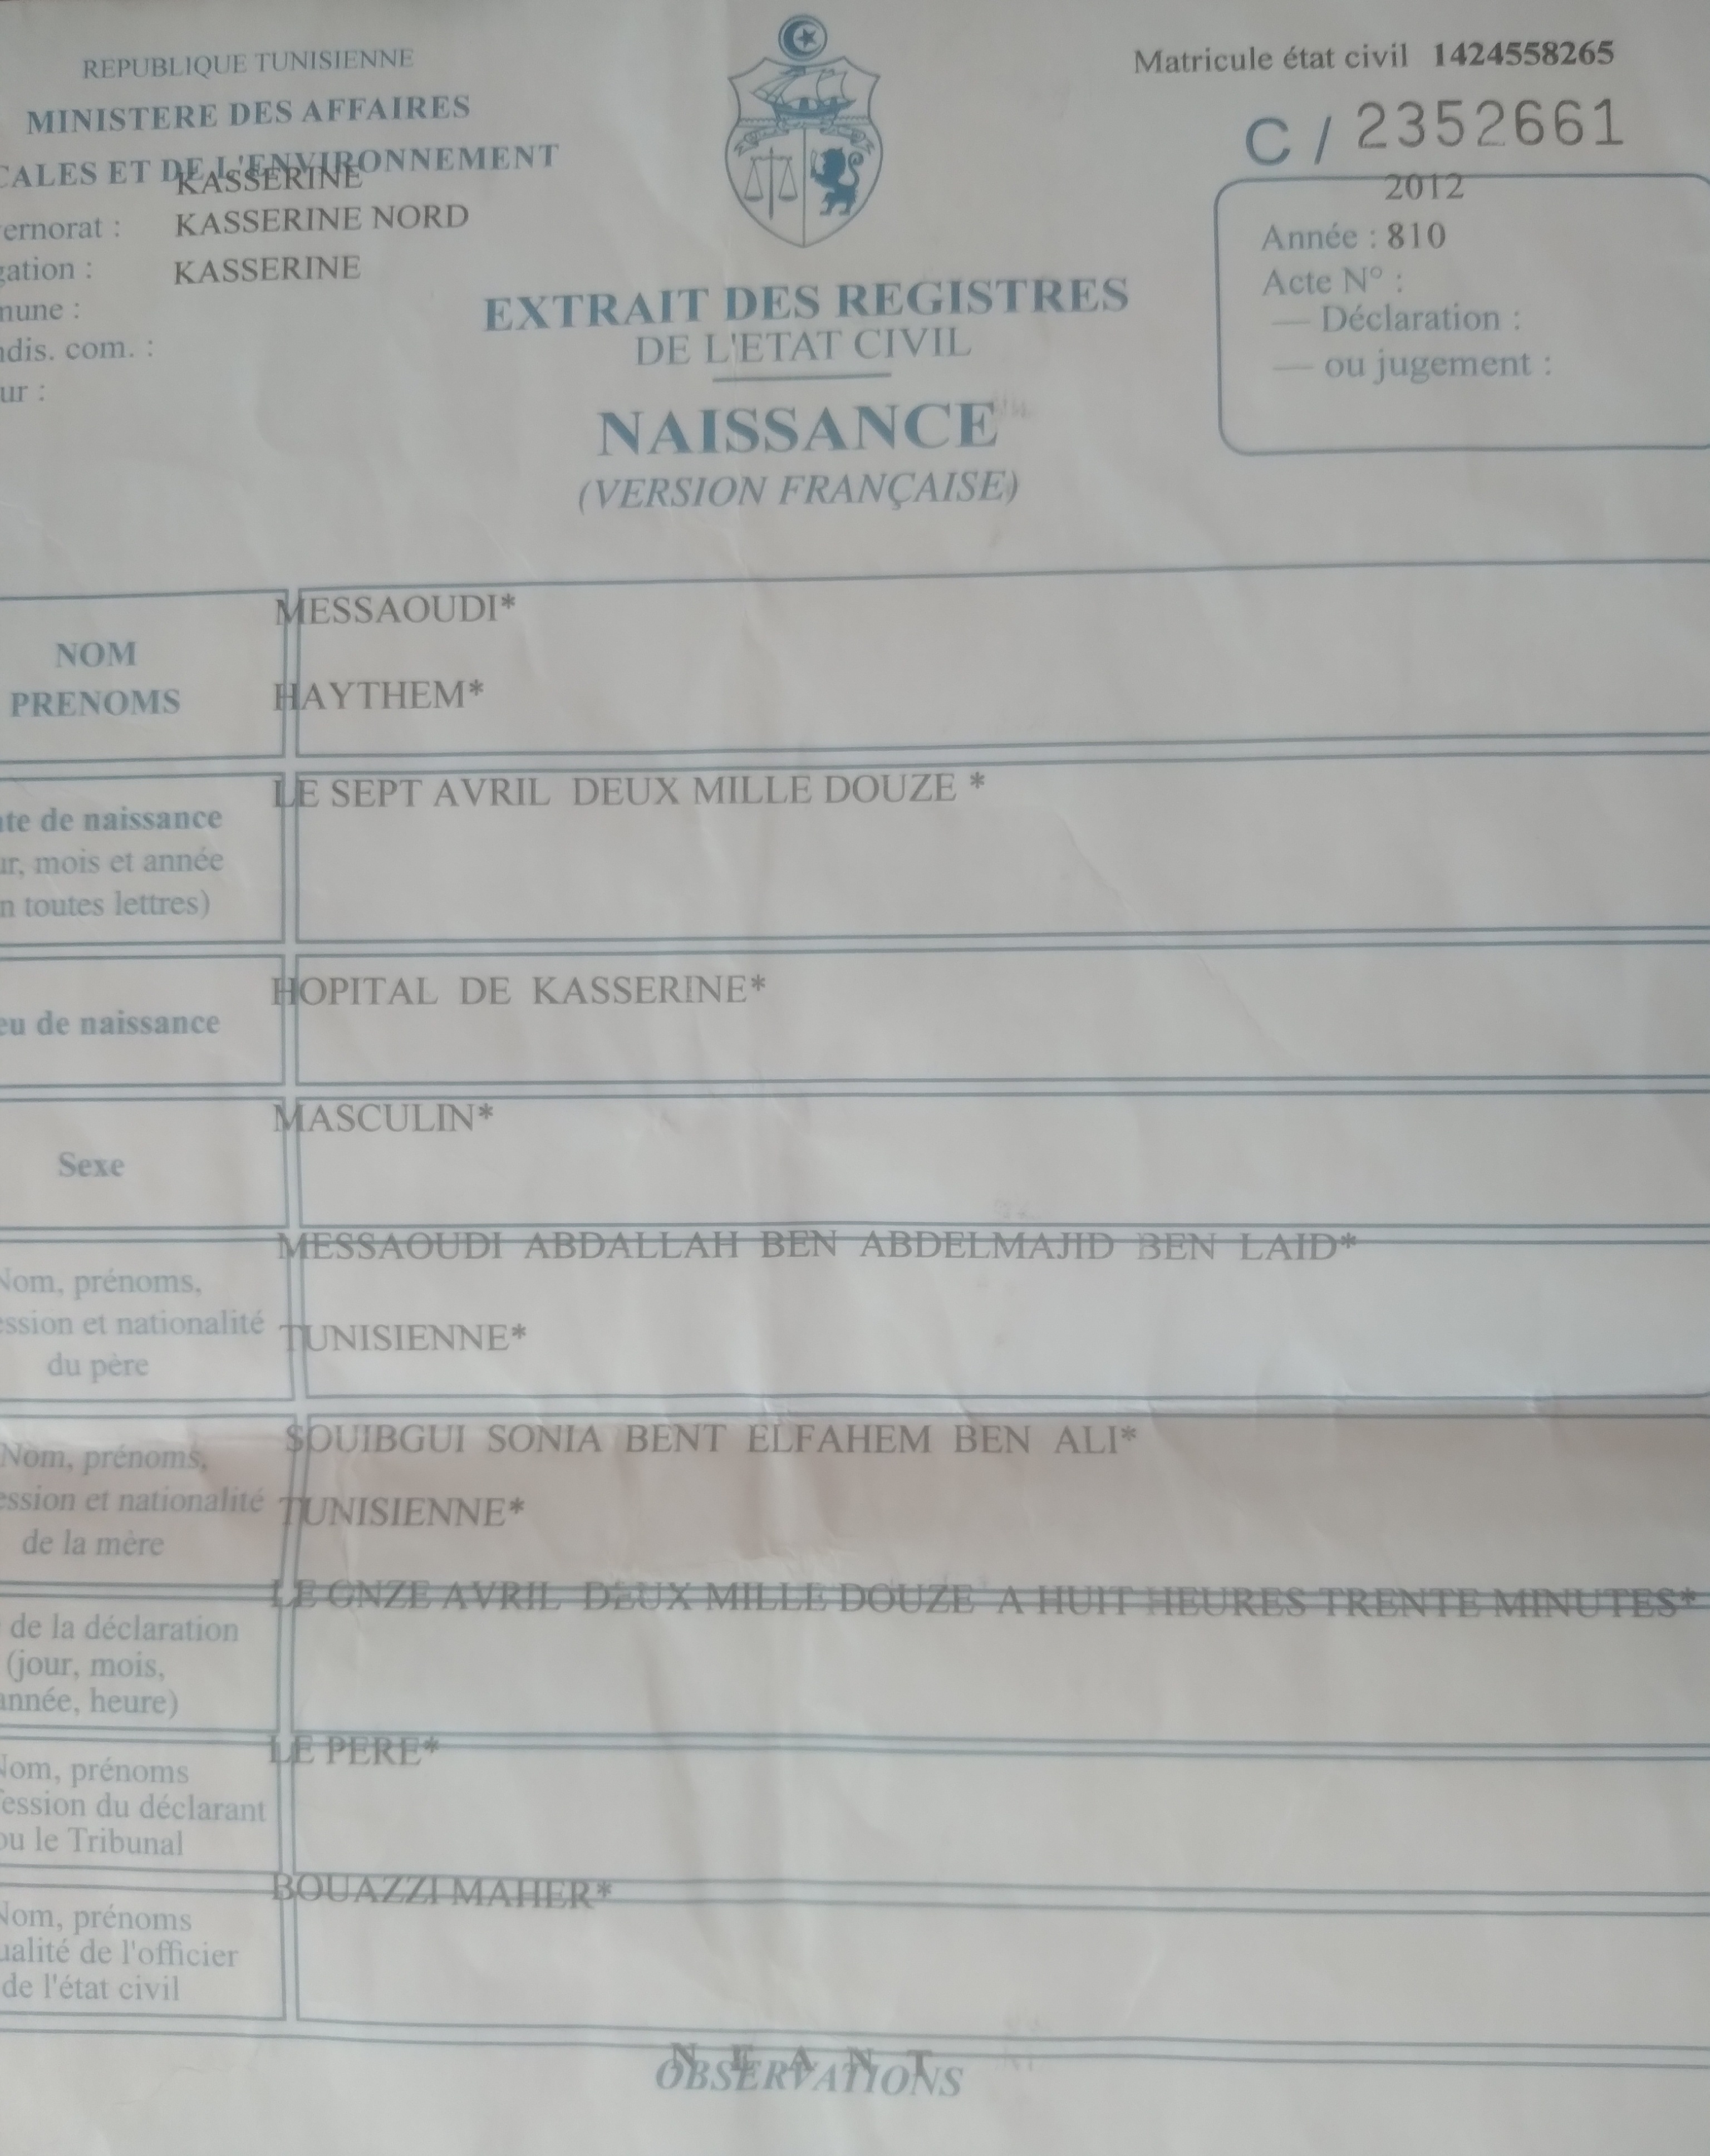 REPUBLIQUE TUNISIENNE
MINISTERE DES AFFAIRES
CALES ET DE L'ENVIRONNEMENT
KASSERINE
ernorat : KASSERINE NORD
gation : KASSERINE
mune :
ndis. com. :
ur :
Matricule état civil 1424558265
C / 2352661
2012
Année : 810
Acte N° :
— Déclaration :
— ou jugement :
EXTRAIT DES REGISTRES
DE L'ETAT CIVIL
NAISSANCE
(VERSION FRANÇAISE)
NOM
PRENOMS
MESSAOUDI*
HAYTHEM*
ate de naissance
ur, mois et année
n toutes lettres)
LE SEPT AVRIL DEUX MILLE DOUZE *
eu de naissance
HOPITAL DE KASSERINE*
Sexe
MASCULIN*
Nom, prénoms,
ession et nationalité
du père
MESSAOUDI ABDALLAH BEN ABDELMAJID BEN LAID*
TUNISIENNE*
Nom, prénoms,
ession et nationalité
de la mère
SOUIBGUI SONIA BENT ELFAHEM BEN ALI*
TUNISIENNE*
de la déclaration
(jour, mois,
année, heure)
LE ONZE AVRIL DEUX MILLE DOUZE A HUIT HEURES TRENTE MINUTES*
Nom, prénoms
fession du déclarant
ou le Tribunal
LE PERE*
Nom, prénoms
ualité de l'officier
de l'état civil
BOUAZZI MAHER*
N E A N T
OBSERVATIONS